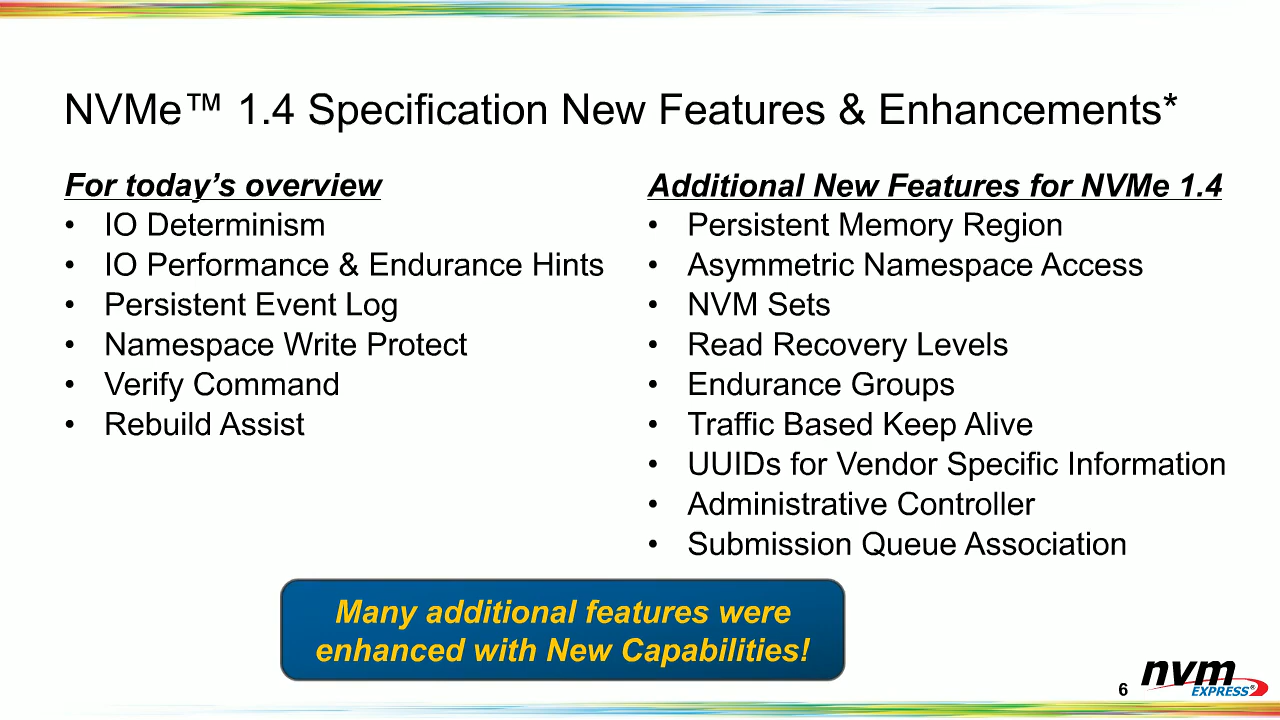 NVMe™ 1.4 Specification New Features & Enhancements*
For today's overview
• IO Determinism
• IO Performance & Endurance Hints
• Persistent Event Log
• Namespace Write Protect
• Verify Command
• Rebuild Assist
Additional New Features for NVMe 1.4
• Persistent Memory Region
• Asymmetric Namespace Access
• NVM Sets
• Read Recovery Levels
• Endurance Groups
• Traffic Based Keep Alive
• UUIDs for Vendor Specific Information
• Administrative Controller
• Submission Queue Association
Many additional features were
enhanced with New Capabilities!
6
nvm
EXPRESS®